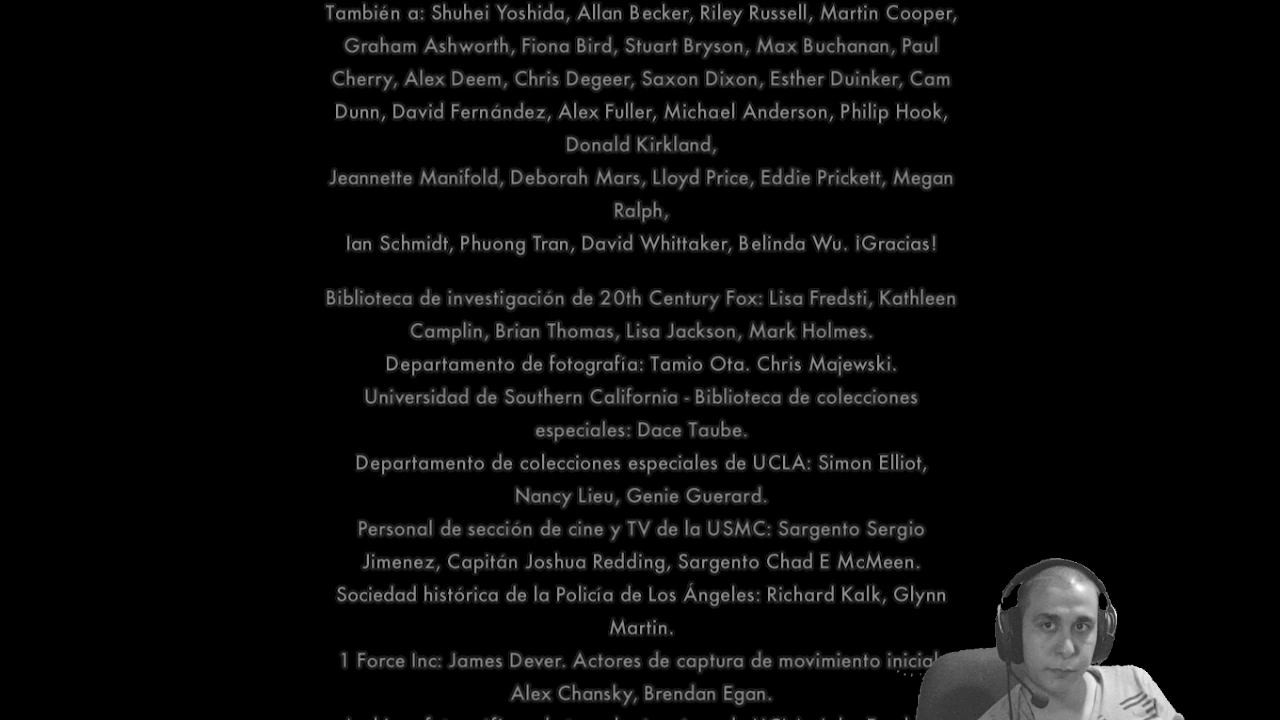 También a: Shuhei Yoshida, Allan Becker, Riley Russell, Martin Cooper,
Graham Ashworth, Fiona Bird, Stuart Bryson, Max Buchanan, Paul
Cherry, Alex Deem, Chris Degeer, Saxon Dixon, Esther Duinker, Cam
Dunn, David Fernández, Alex Fuller, Michael Anderson, Philip Hook,
Donald Kirkland,
Jeannette Manifold, Deborah Mars, Lloyd Price, Eddie Prickett, Megan
Ralph,
Ian Schmidt, Phuong Tran, David Whittaker, Belinda Wu. ¡Gracias!
Biblioteca de investigación de 20th Century Fox: Lisa Fredsti, Kathleen
Camplin, Brian Thomas, Lisa Jackson, Mark Holmes.
Departamento de fotografía: Tamio Ota. Chris Majewski.
Universidad de Southern California - Biblioteca de colecciones
especiales: Dace Taube.
Departamento de colecciones especiales de UCLA: Simon Elliot,
Nancy Lieu, Genie Guerard.
Personal de sección de cine y TV de la USMC: Sargento Sergio
Jimenez, Capitán Joshua Redding, Sargento Chad E McMeen.
Sociedad histórica de la Policía de Los Ángeles: Richard Kalk, Glynn
Martin.
1 Force Inc: James Dever. Actores de captura de movimiento inicial
Alex Chansky, Brendan Egan.